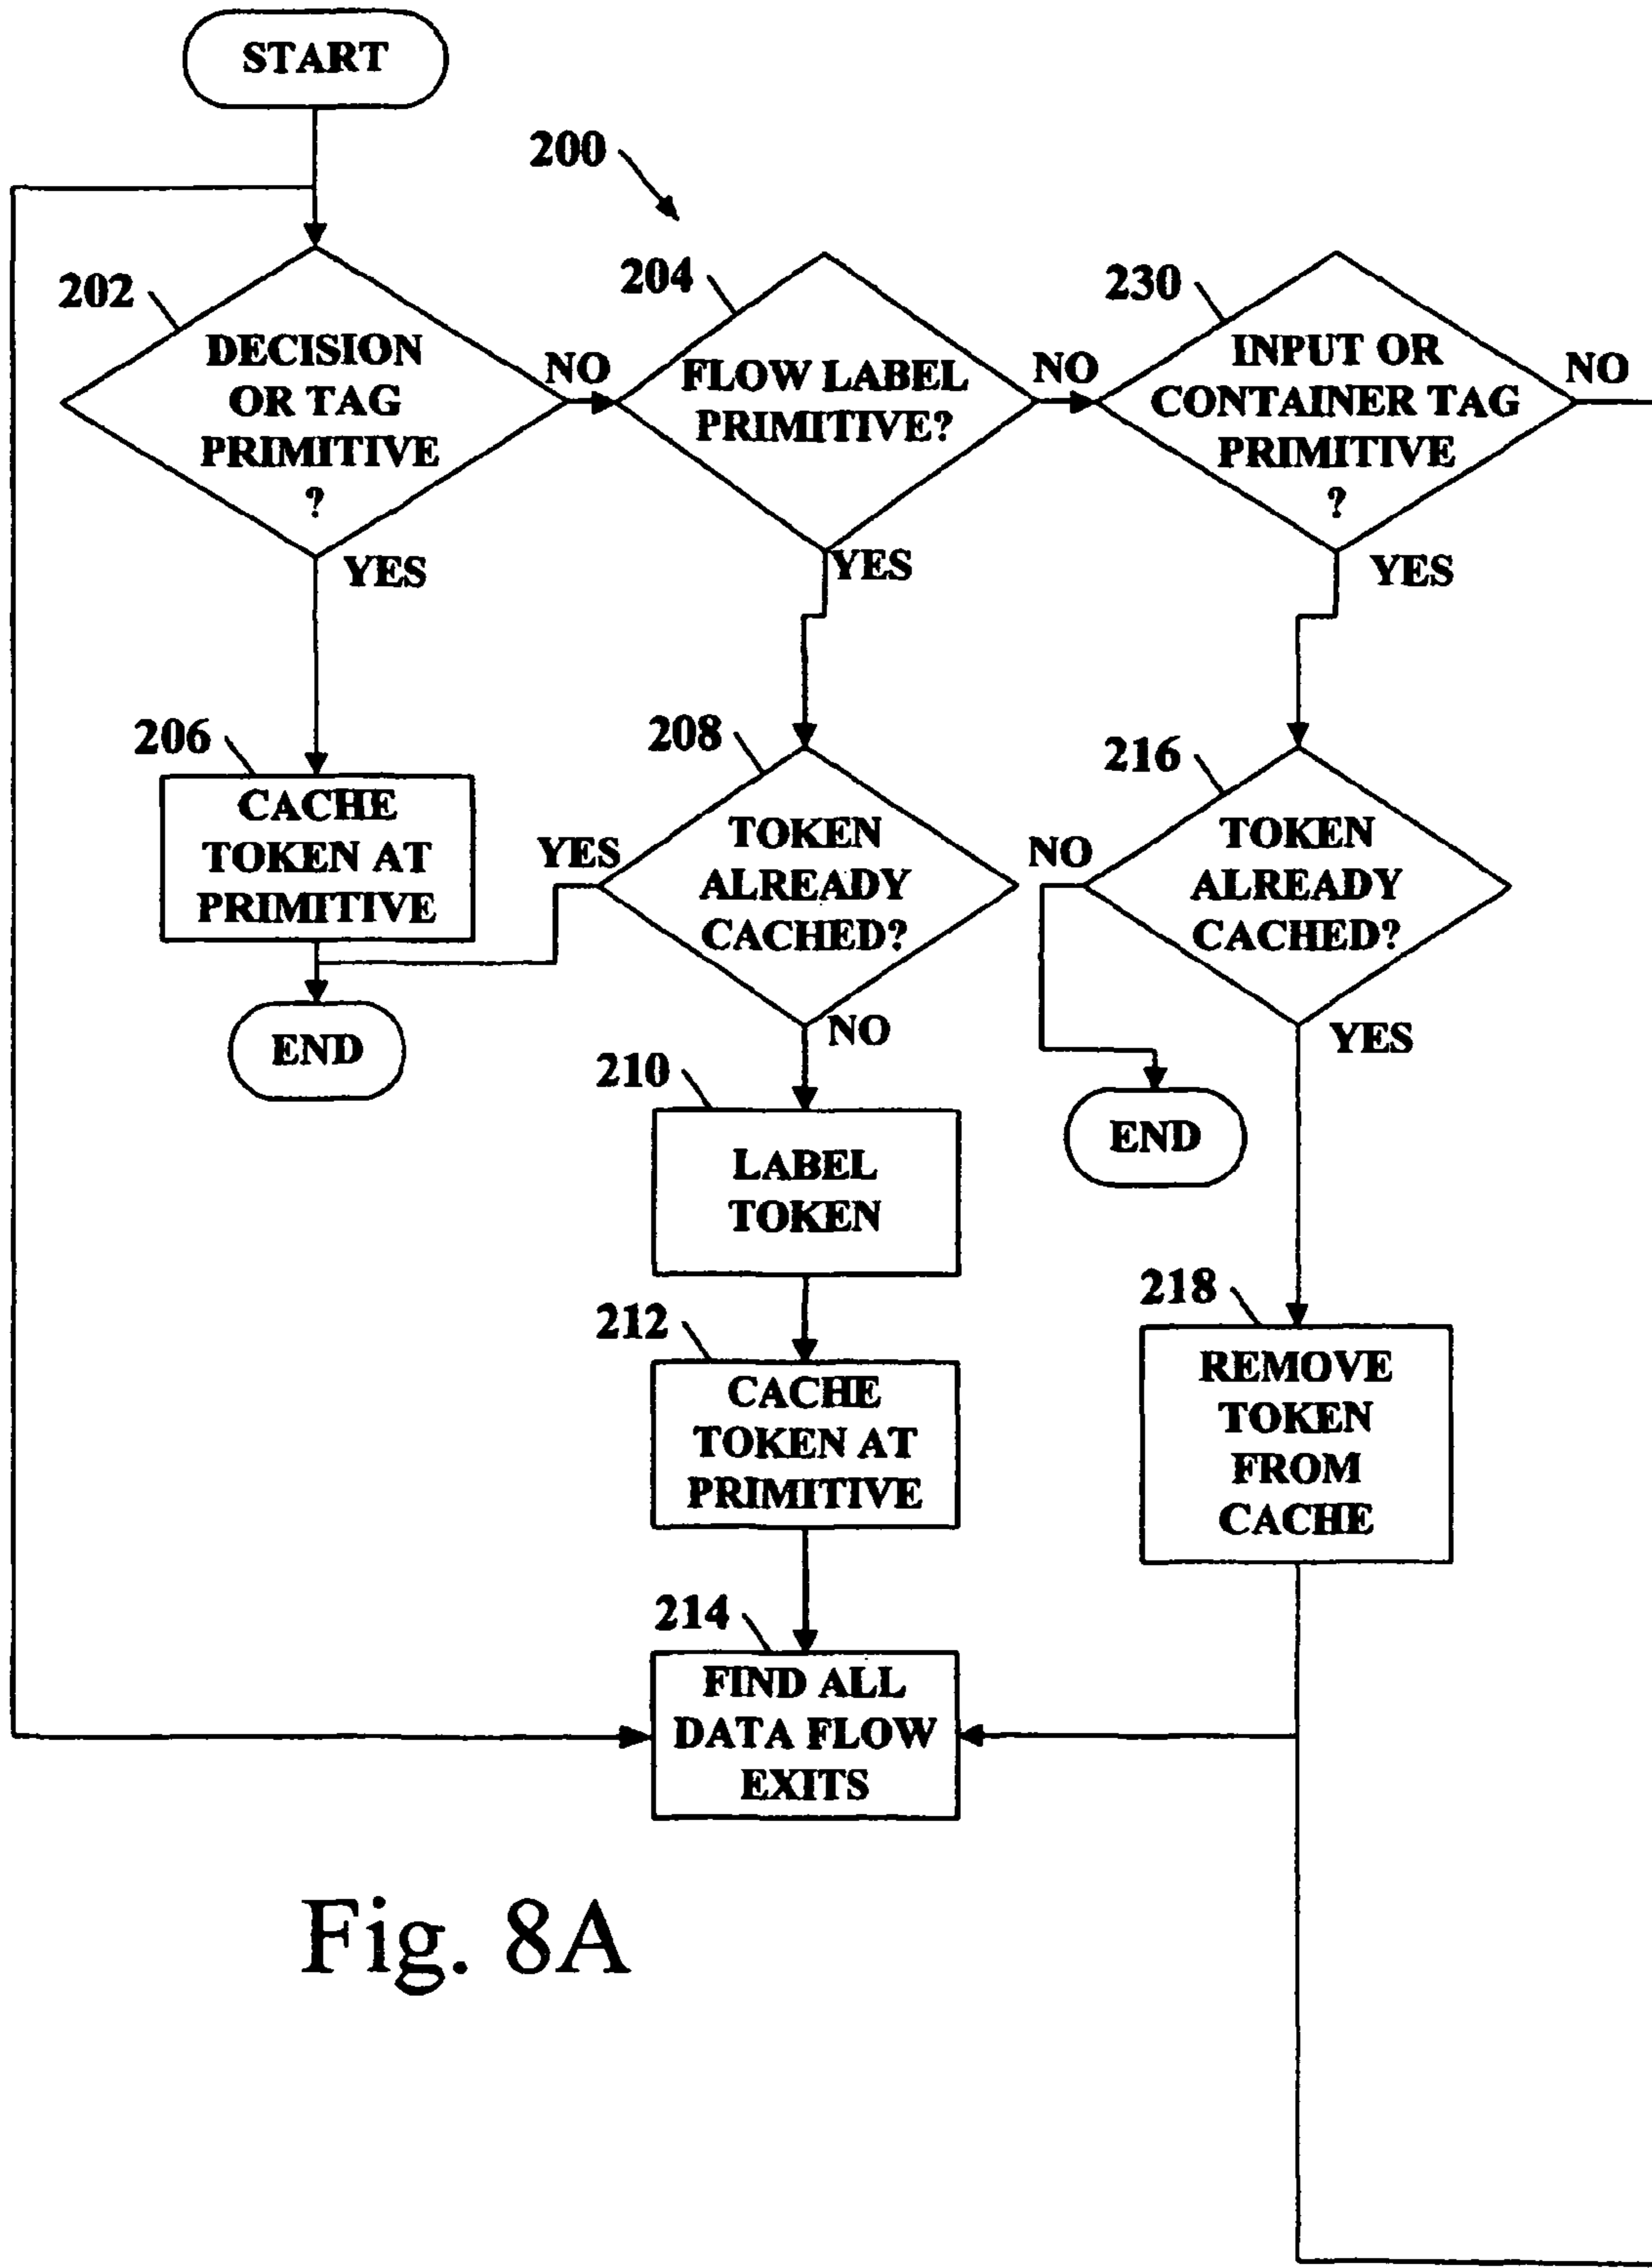 START
200
202
DECISION
OR TAG
PRIMITIVE
?
NO
YES
204
FLOW LABEL
PRIMITIVE?
NO
YES
230
INPUT OR
CONTAINER TAG
PRIMITIVE
?
NO
YES
206
CACHE
TOKEN AT
PRIMITIVE
END
208
TOKEN
ALREADY
CACHED?
YES
NO
216
TOKEN
ALREADY
CACHED?
NO
YES
END
210
LABEL
TOKEN
212
CACHE
TOKEN AT
PRIMITIVE
218
REMOVE
TOKEN
FROM
CACHE
214
FIND ALL
DATA FLOW
EXITS
Fig. 8A